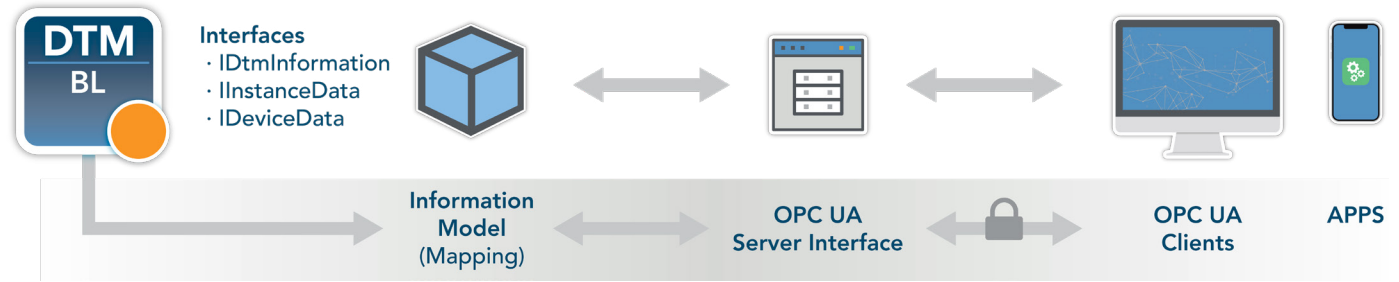 DTM
BL
Interfaces
· IDtmInformation
· IInstanceData
· IDeviceData
Information
Model
(Mapping)
OPC UA
Server Interface
OPC UA
Clients
APPS